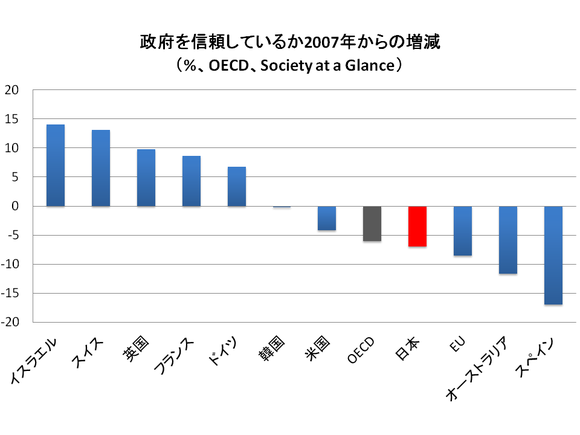 政府を信頼しているか2007年からの増減
（%、OECD、Society at a Glance）
20
15
10
5
0
-5
-10
-15
-20
イスラエル
スイス
英国
フランス
ドイツ
韓国
米国
OECD
日本
EU
オーストラリア
スペイン